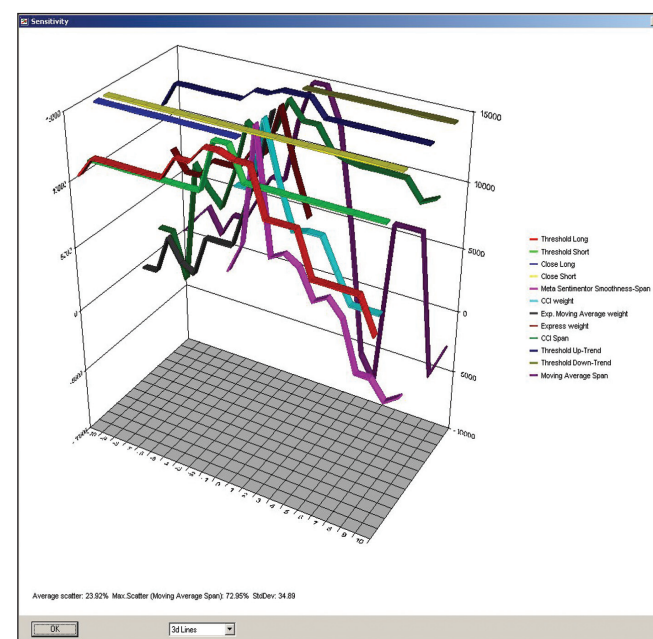 Sensitivity
15000
10000
5000
0
-5000
-10000
Threshold Long
Threshold Short
Close Long
Close Short
Meta Sentimentor Smoothness-Span
CCI weight
Exp. Moving Average weight
Express weight
CCI Span
Threshold Up-Trend
Threshold Down-Trend
Moving Average Span
0
1
2
3
4
5
6
7
8
9
10
Average scatter: 23.92% Max.Scatter (Moving Average Span): 72.95% StdDev: 34.89
OK
3d Lines